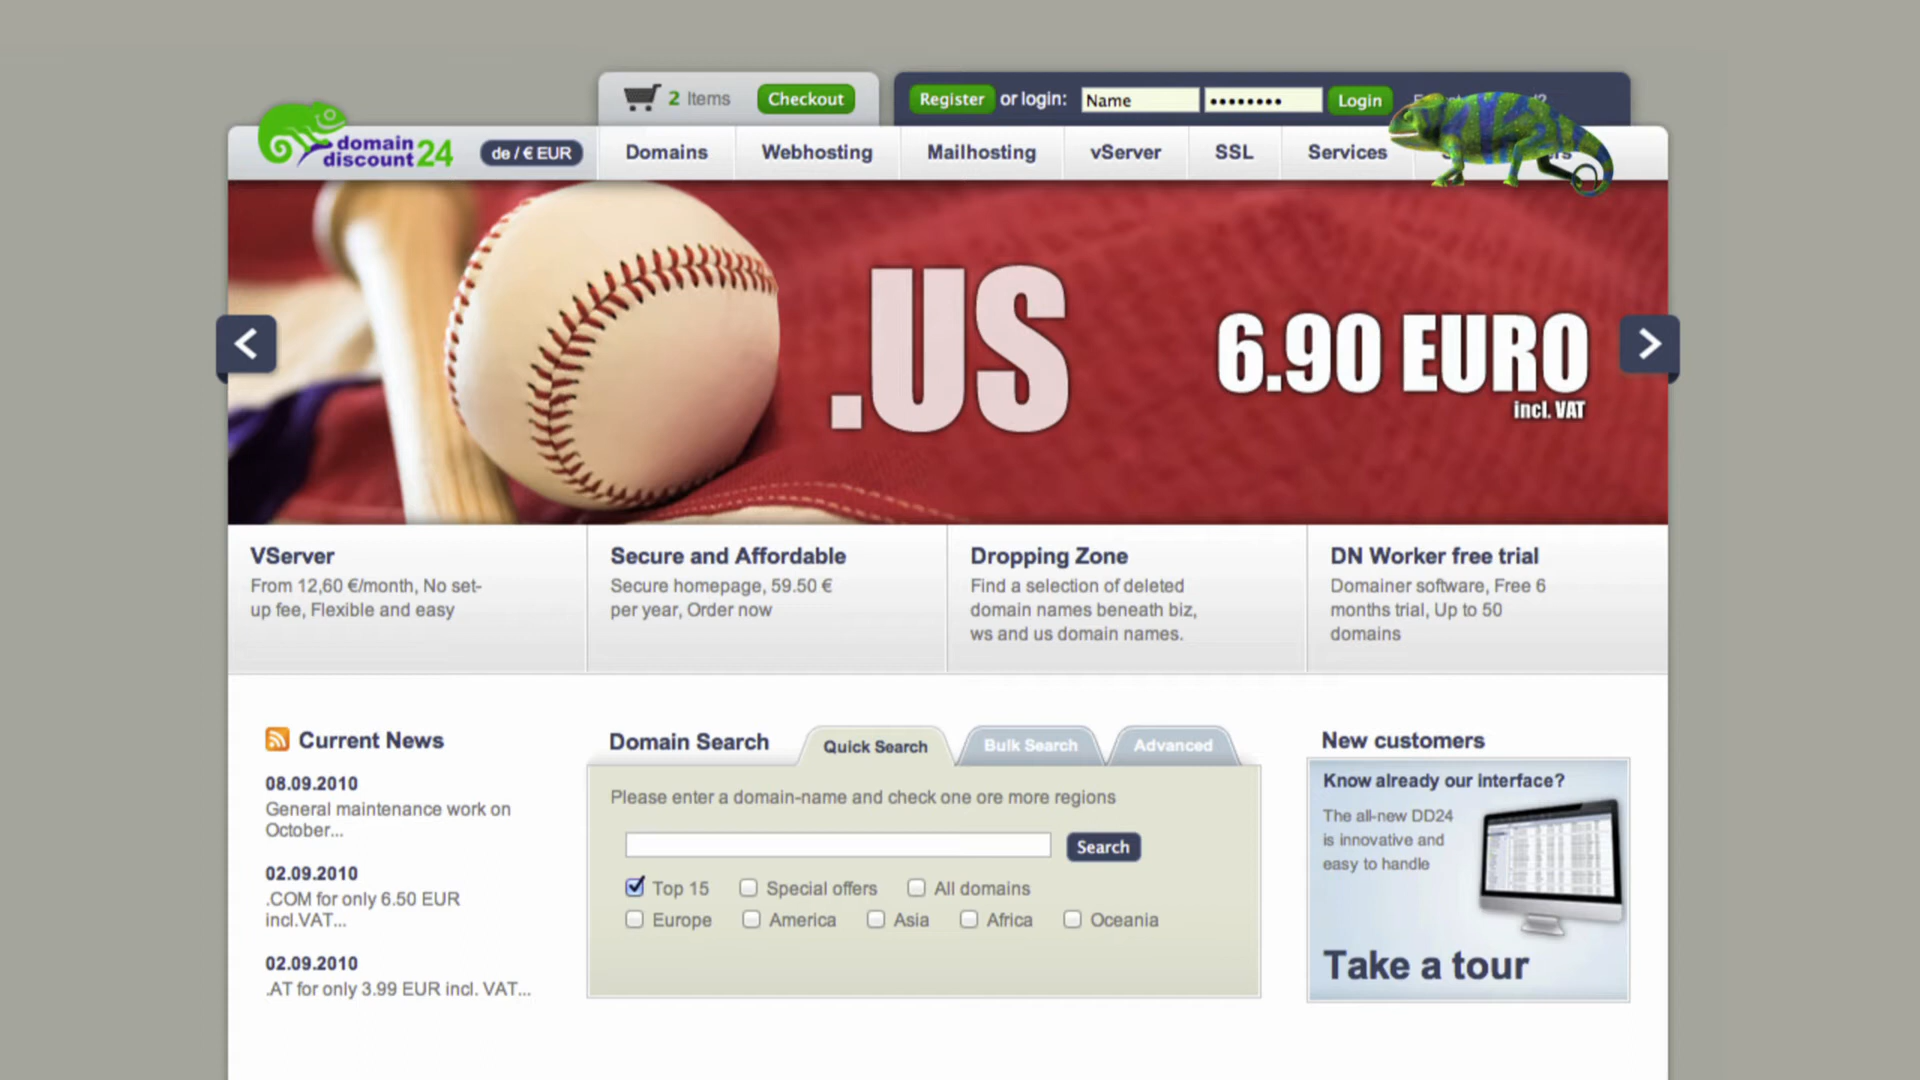 2 Items
Checkout
Register or login:
Name
Login
domain
discount 24
de / € EUR
Domains
Webhosting
Mailhosting
vServer
SSL
Services
.US
6.90 EURO
incl. VAT
VServer
From 12,60 €/month, No set-
up fee, Flexible and easy
Secure and Affordable
Secure homepage, 59.50 €
per year, Order now
Dropping Zone
Find a selection of deleted
domain names beneath biz,
ws and us domain names.
DN Worker free trial
Domainer software, Free 6
months trial, Up to 50
domains
Current News
08.09.2010
General maintenance work on
October...
02.09.2010
.COM for only 6.50 EUR
incl.VAT...
02.09.2010
.AT for only 3.99 EUR incl. VAT...
Domain Search
Quick Search
Bulk Search
Advanced
Please enter a domain-name and check one ore more regions
Search
Top 15
Special offers
All domains
Europe
America
Asia
Africa
Oceania
New customers
Know already our interface?
The all-new DD24
is innovative and
easy to handle
Take a tour